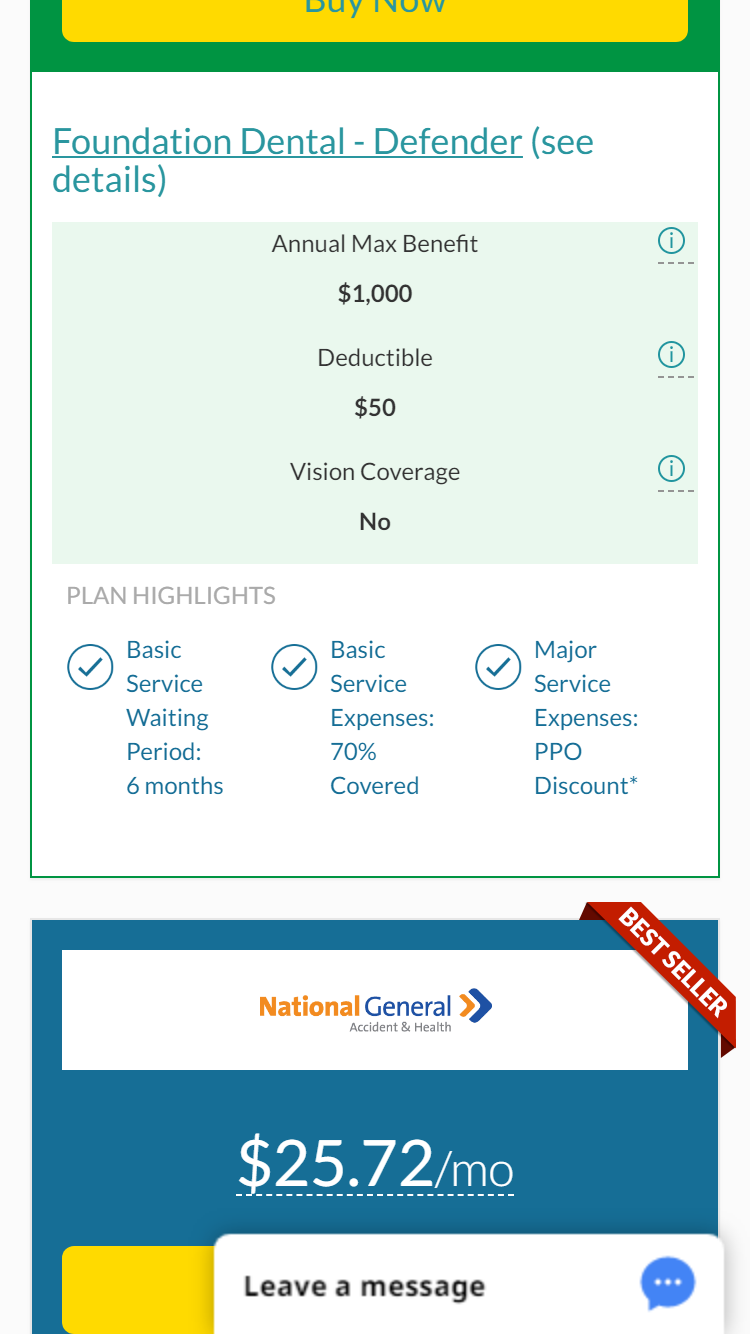 Buy Now
Foundation Dental - Defender (see
details)
Annual Max Benefit
$1,000
Deductible
$50
Vision Coverage
No
PLAN HIGHLIGHTS
Basic
Service
Waiting
Period:
6 months
Basic
Service
Expenses:
70%
Covered
Major
Service
Expenses:
PPO
Discount*
BEST SELLER
National General
Accident & Health
$25.72/mo
Leave a message